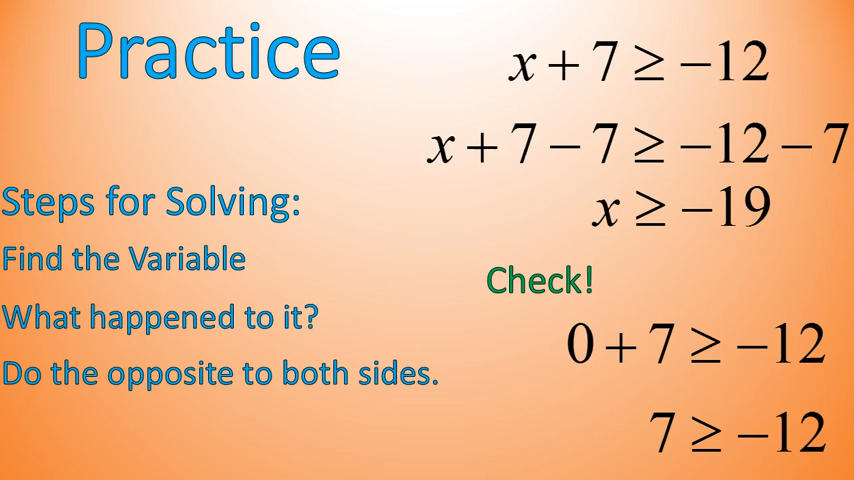 Practice
x + 7 ≥ −12
x + 7 − 7 ≥ −12 − 7
x ≥ −19
Steps for Solving:
Find the Variable
What happened to it?
Do the opposite to both sides.
Check!
0 + 7 ≥ −12
7 ≥ −12